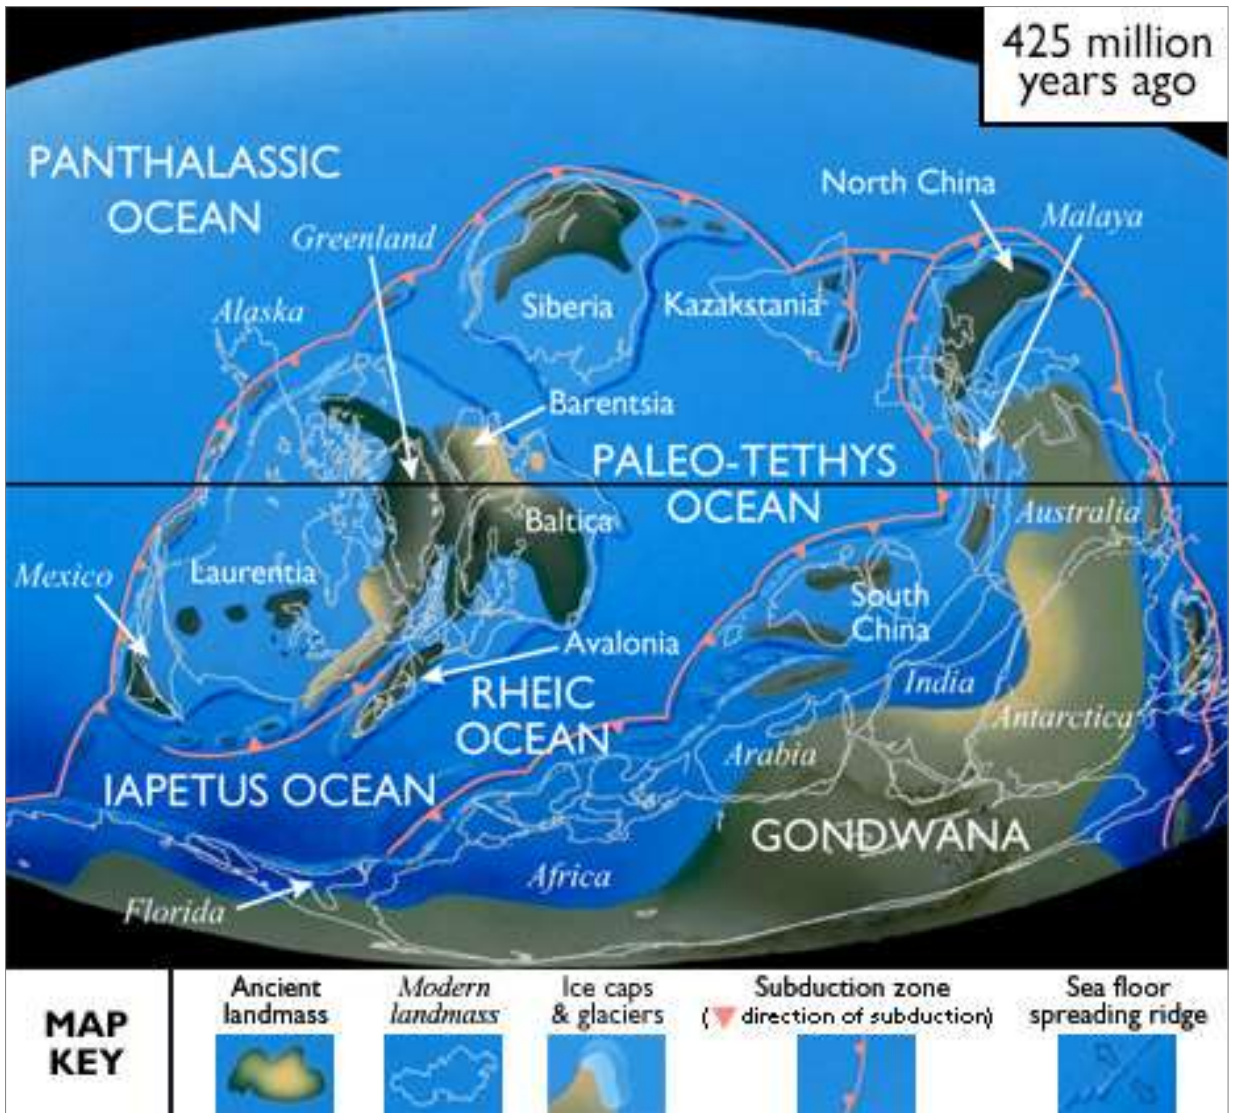 425 million
years ago
PANTHALASSIC
OCEAN
North China
Malaya
Greenland
Siberia
Kazakstania
Alaska
Barentsia
PALEO-TETHYS
OCEAN
Baltica
Australia
Mexico
Laurentia
South
China
Avalonia
RHEIC
OCEAN
India
Antarctica
Arabia
IAPETUS OCEAN
GONDWANA
Africa
Florida
MAP
KEY
Ancient
landmass
Modern
landmass
Ice caps
& glaciers
Subduction zone
(▼ direction of subduction)
Sea floor
spreading ridge